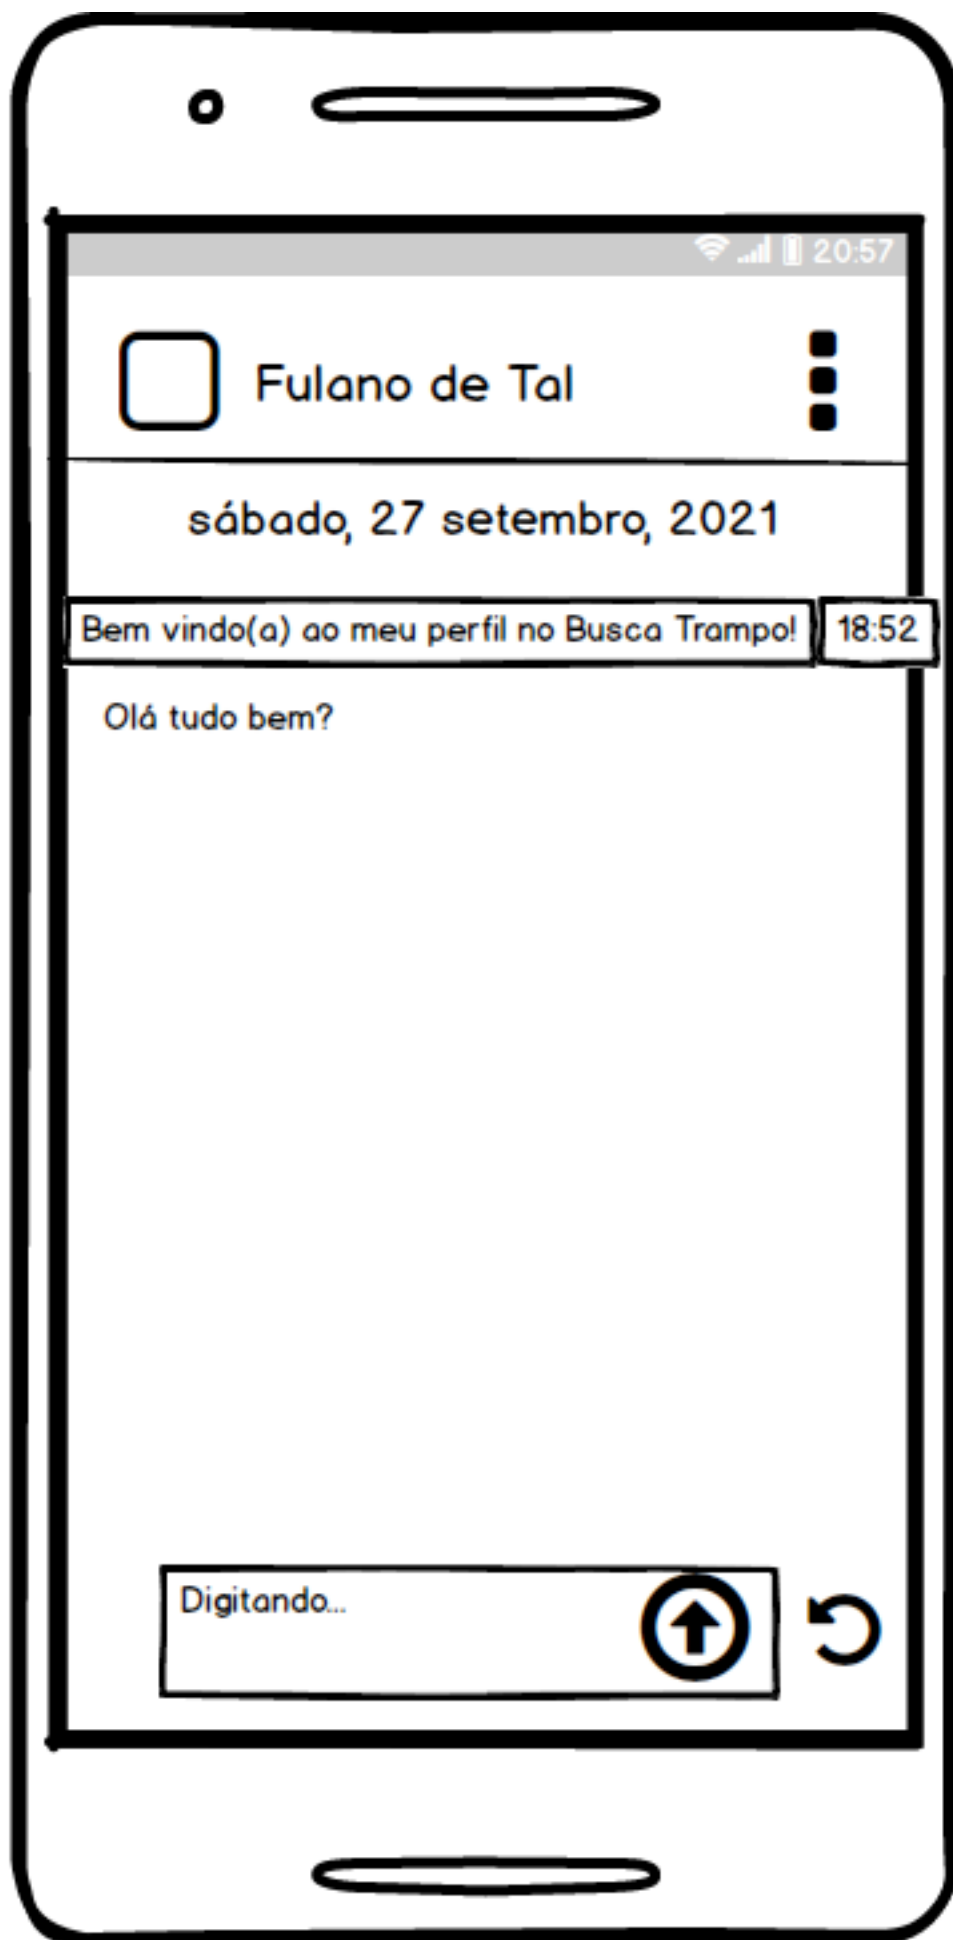 20:57
Fulano de Tal
sábado, 27 setembro, 2021
Bem vindo(a) ao meu perfil no Busca Trampo! 18:52
Olá tudo bem?
Digitando...